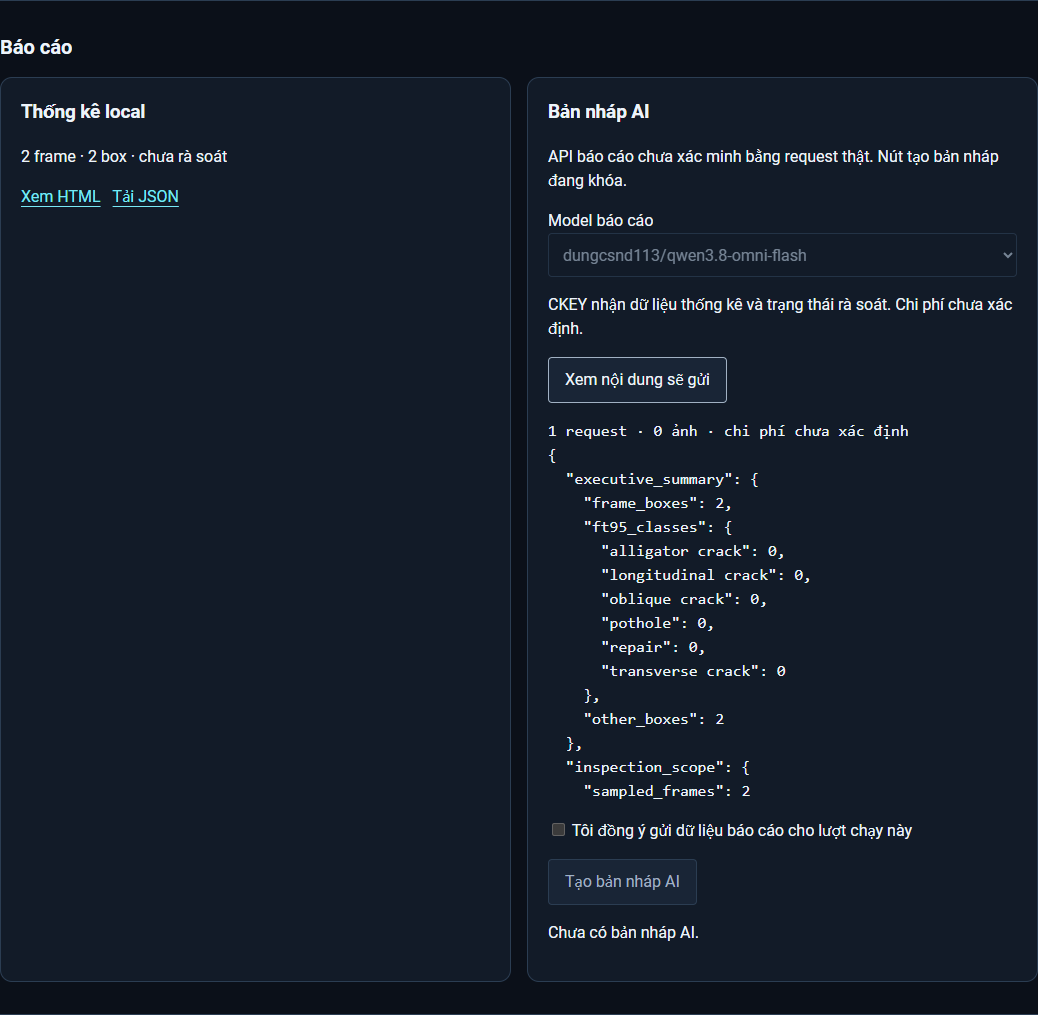 Báo cáo
Thống kê local
2 frame · 2 box · chưa rà soát
Xem HTML Tải JSON
Bản nháp AI
API báo cáo chưa xác minh bằng request thật. Nút tạo bản nháp
đang khóa.
Model báo cáo
dungcsnd113/qwen3.8-omni-flash
CKEY nhận dữ liệu thống kê và trạng thái rà soát. Chi phí chưa xác
định.
Xem nội dung sẽ gửi
1 request · 0 ảnh · chi phí chưa xác định
{
  "executive_summary": {
    "frame_boxes": 2,
    "ft95_classes": {
      "alligator crack": 0,
      "longitudinal crack": 0,
      "oblique crack": 0,
      "pothole": 0,
      "repair": 0,
      "transverse crack": 0
    },
    "other_boxes": 2
  },
  "inspection_scope": {
    "sampled_frames": 2
Tôi đồng ý gửi dữ liệu báo cáo cho lượt chạy này
Tạo bản nháp AI
Chưa có bản nháp AI.